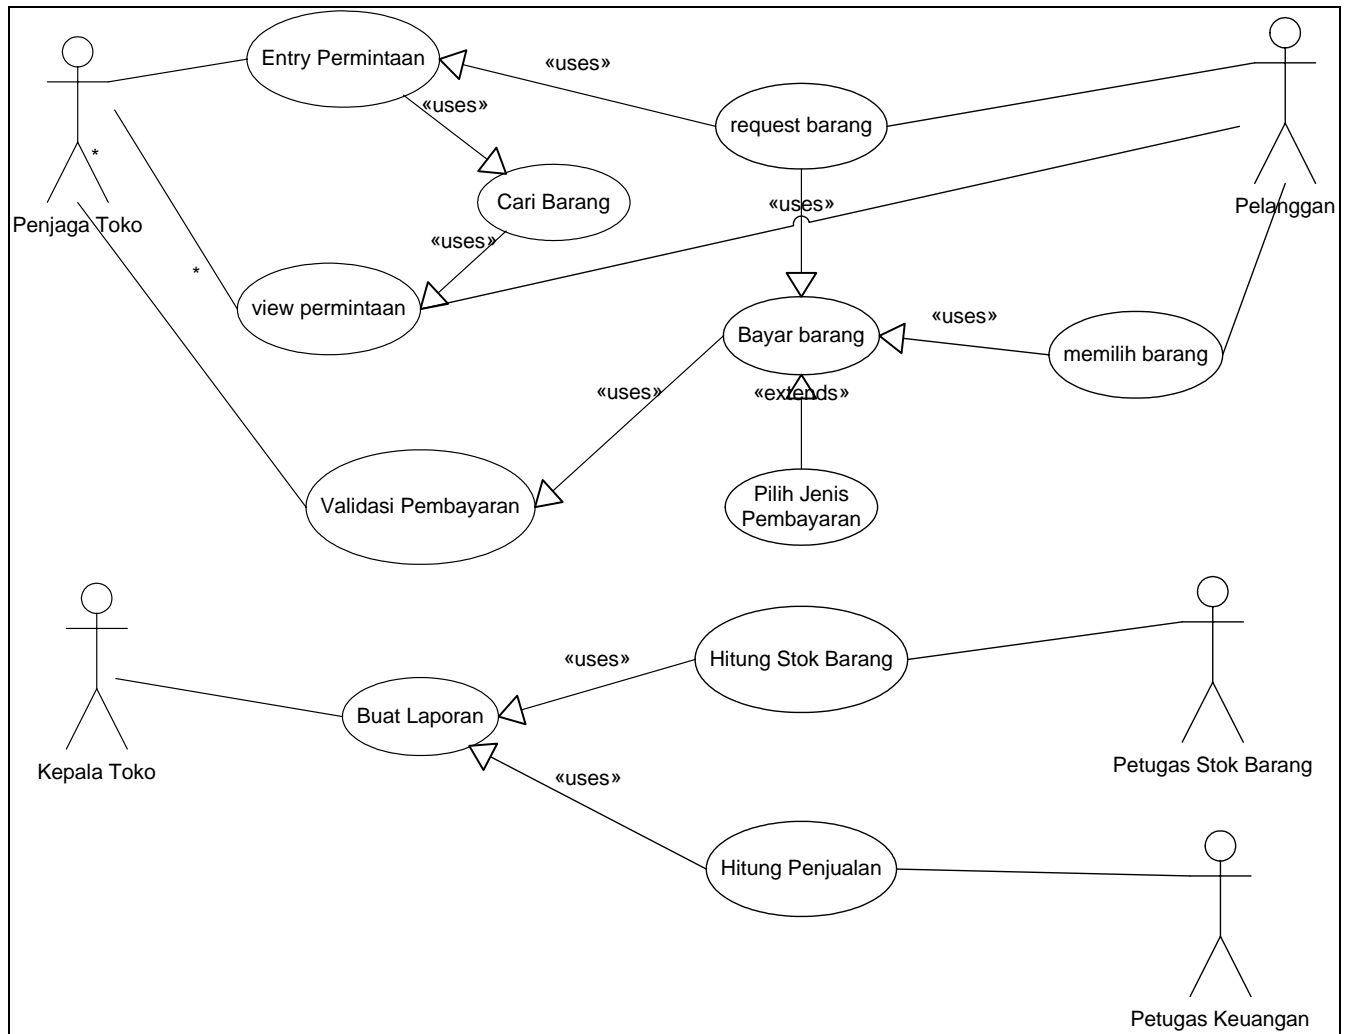 Entry Permintaan
«uses»
«uses»
request barang
*
Cari Barang
«uses»
Penjaga Toko
Pelanggan
«uses»
*
view permintaan
«uses»
Bayar barang
memilih barang
«uses»
«extends»
Validasi Pembayaran
Pilih Jenis
Pembayaran
«uses»
Hitung Stok Barang
Buat Laporan
Kepala Toko
Petugas Stok Barang
«uses»
Hitung Penjualan
Petugas Keuangan